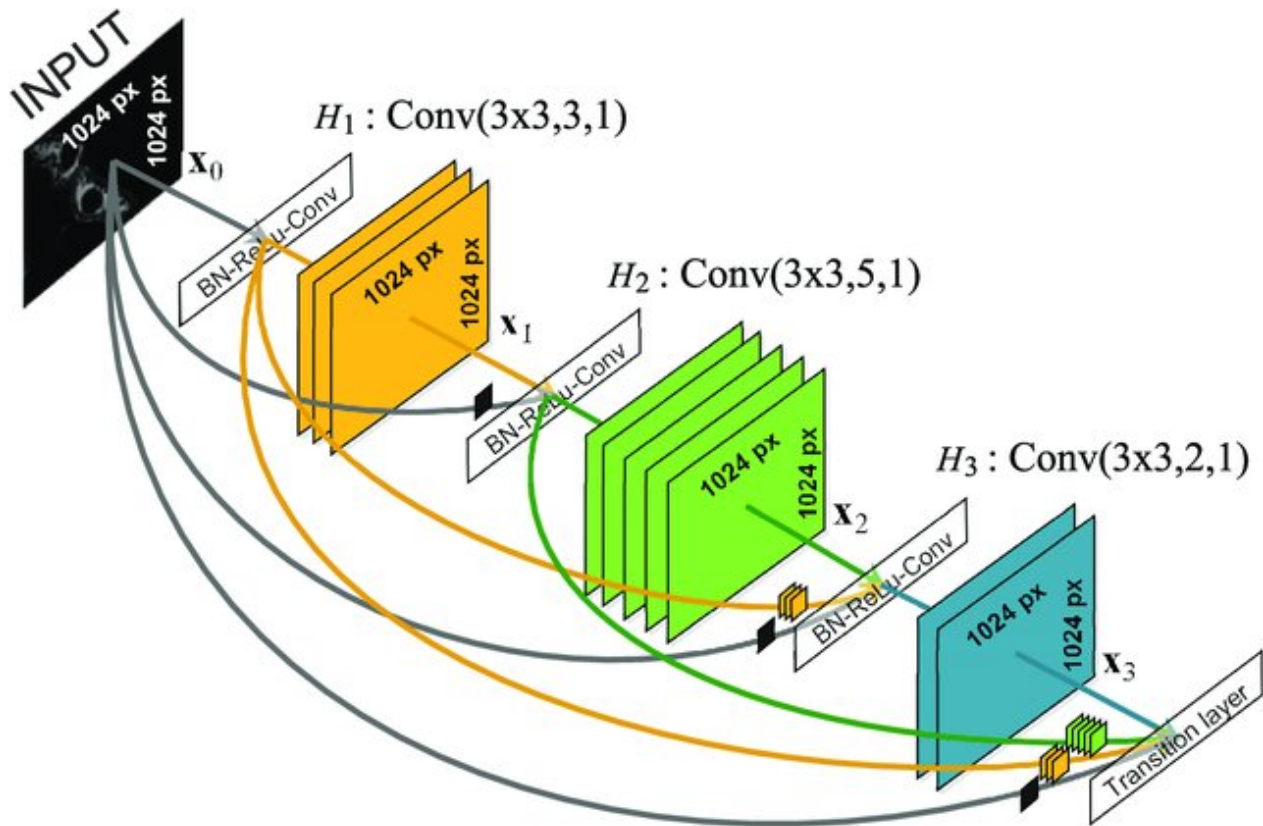 INPUT
1024 px
1024 px
x0
H1 : Conv(3x3,3,1)
BN-ReLu-Conv
1024 px
1024 px
x1
H2 : Conv(3x3,5,1)
BN-ReLu-Conv
1024 px
1024 px
x2
H3 : Conv(3x3,2,1)
BN-ReLu-Conv
1024 px
1024 px
x3
Transition layer